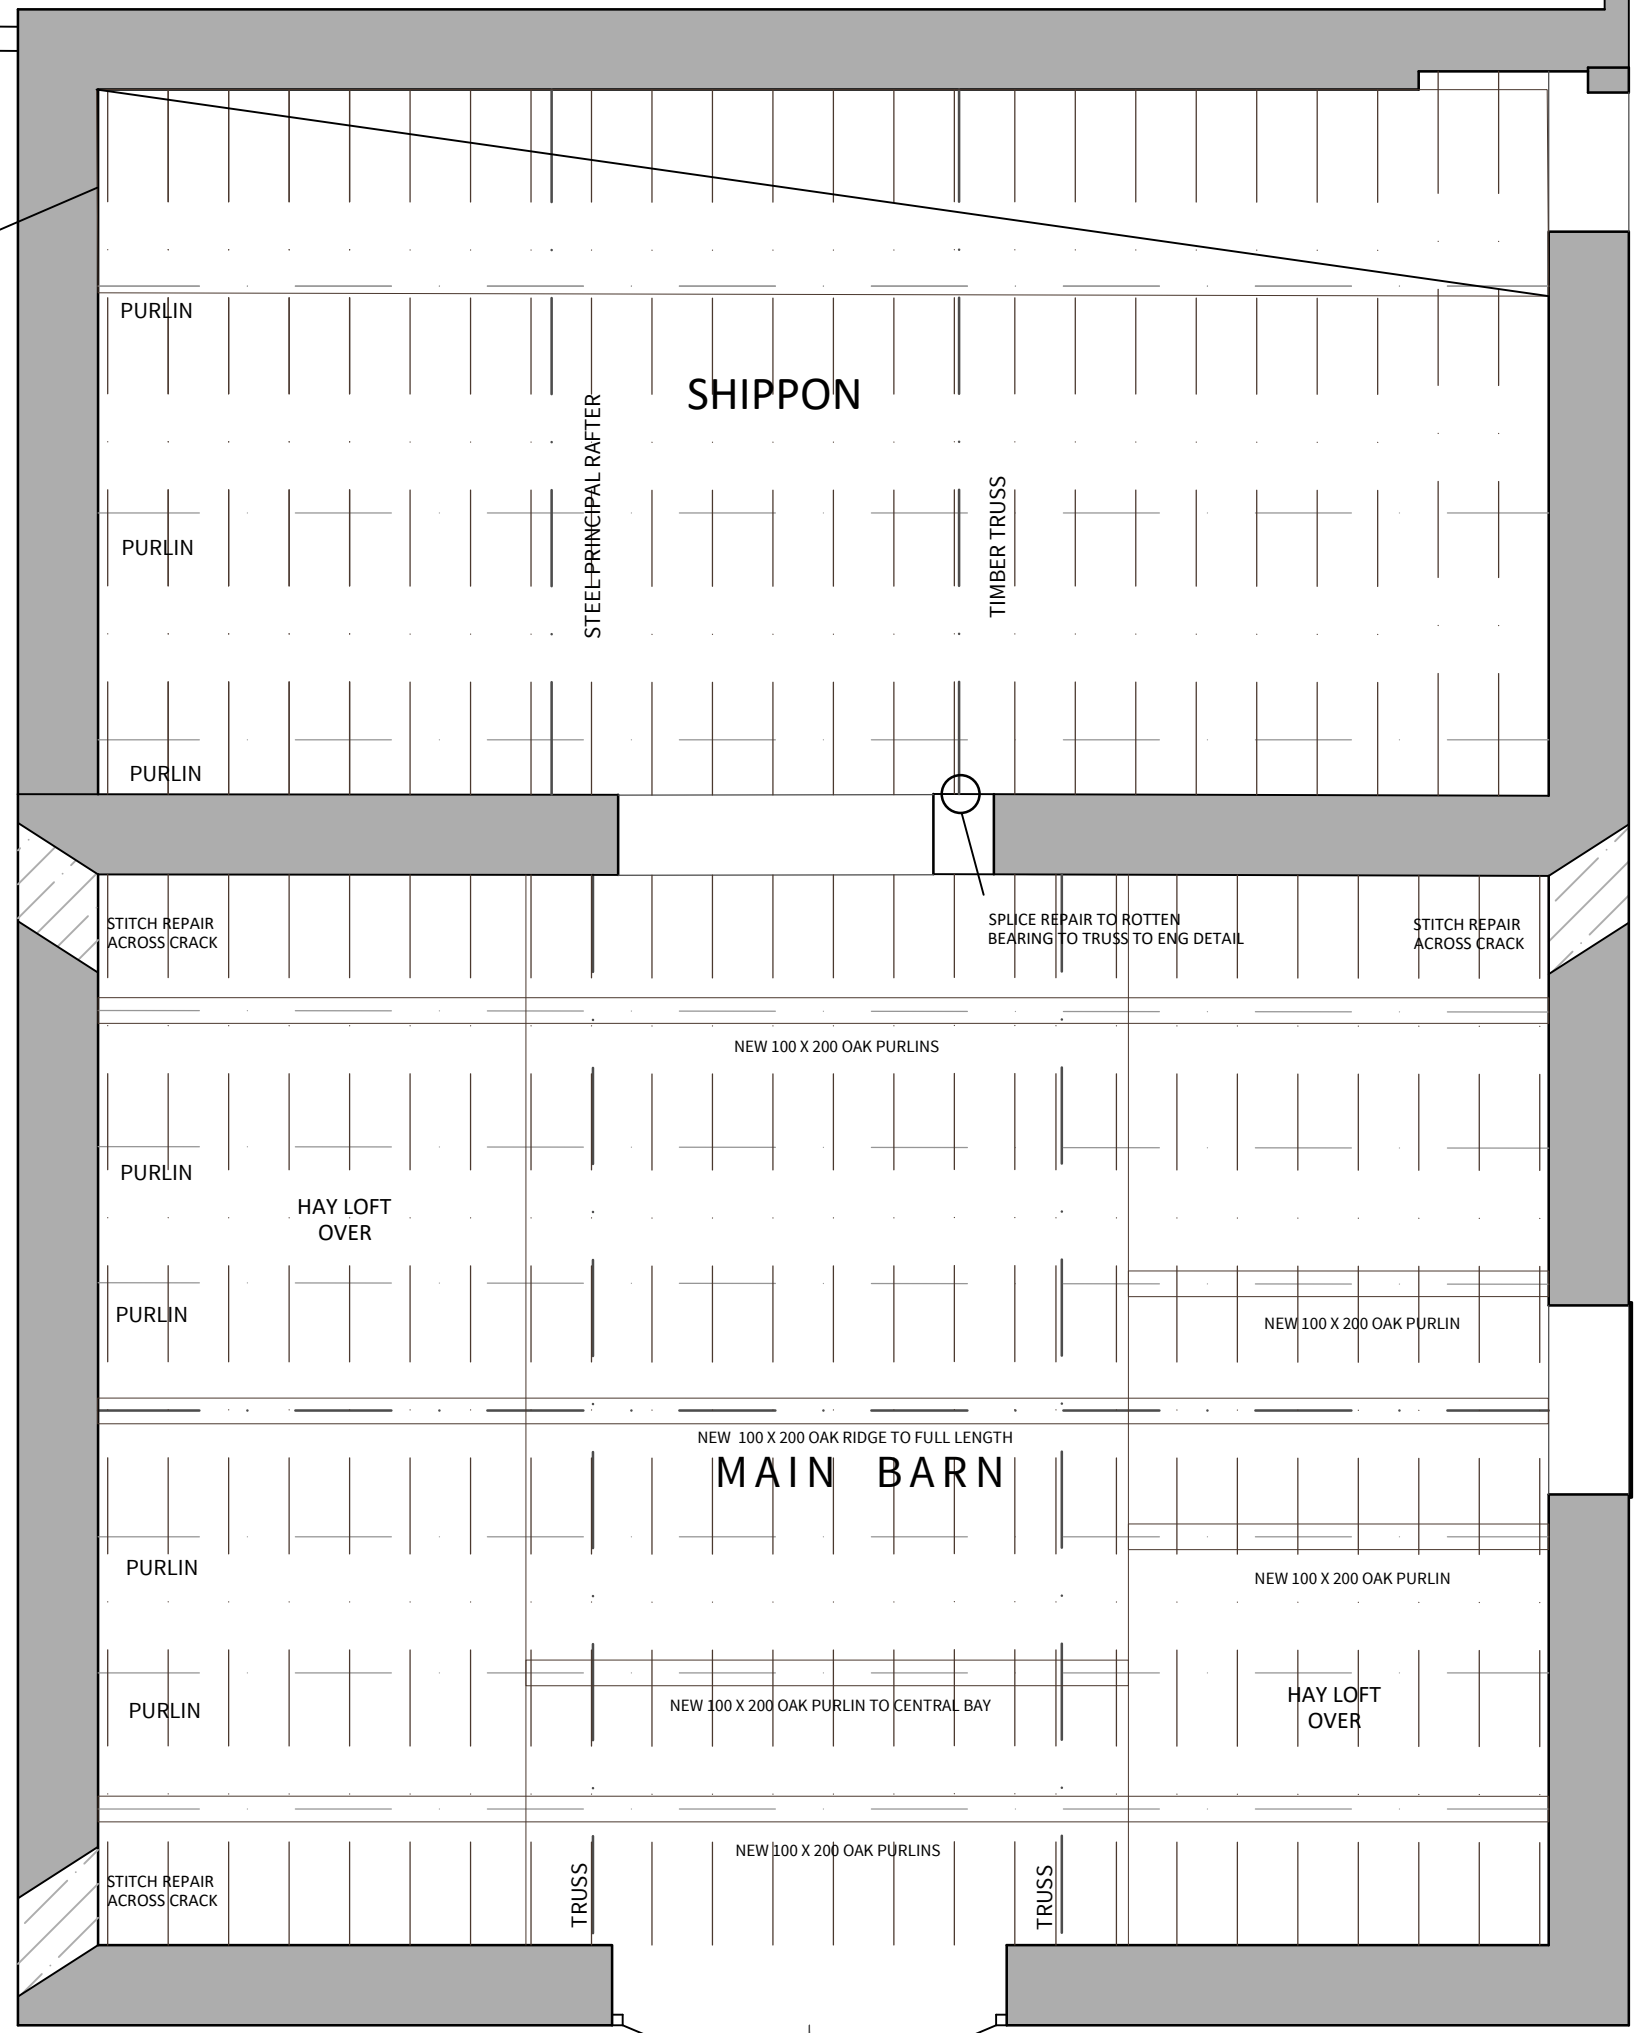 PURLIN
SHIPPON
STEEL PRINCIPAL RAFTER
TIMBER TRUSS
PURLIN
PURLIN
STITCH REPAIR
ACROSS CRACK
SPLICE REPAIR TO ROTTEN
BEARING TO TRUSS TO ENG DETAIL
STITCH REPAIR
ACROSS CRACK
NEW 100 X 200 OAK PURLINS
PURLIN
HAY LOFT
OVER
PURLIN
NEW 100 X 200 OAK PURLIN
NEW 100 X 200 OAK RIDGE TO FULL LENGTH
MAIN BARN
PURLIN
NEW 100 X 200 OAK PURLIN
PURLIN
NEW 100 X 200 OAK PURLIN TO CENTRAL BAY
HAY LOFT
OVER
NEW 100 X 200 OAK PURLINS
STITCH REPAIR
ACROSS CRACK
TRUSS
TRUSS